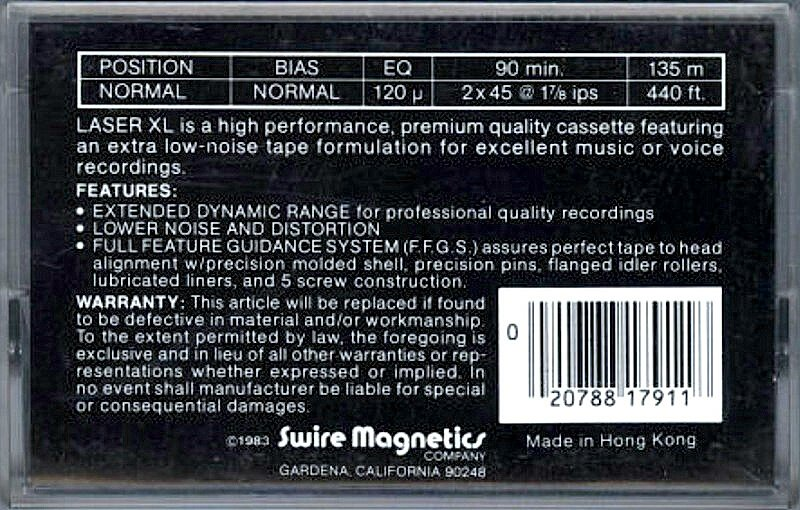 POSITION BIAS EQ 90 min. 135 m
NORMAL NORMAL 120 µ 2x45 @ 1⅞ ips 440 ft.
LASER XL is a high performance, premium quality cassette featuring
an extra low-noise tape formulation for excellent music or voice
recordings.
FEATURES:
• EXTENDED DYNAMIC RANGE for professional quality recordings
• LOWER NOISE AND DISTORTION
• FULL FEATURE GUIDANCE SYSTEM (F.F.G.S.) assures perfect tape to head
alignment w/precision molded shell, precision pins, flanged idler rollers,
lubricated liners, and 5 screw construction.
WARRANTY: This article will be replaced if found
to be defective in material and/or workmanship.
To the extent permitted by law, the foregoing is
exclusive and in lieu of all other warranties or rep-
resentations whether expressed or implied. In
no event shall manufacturer be liable for special
or consequential damages.
0 20788 17911
©1983 Swire Magnetics
COMPANY
GARDENA, CALIFORNIA 90248
Made in Hong Kong